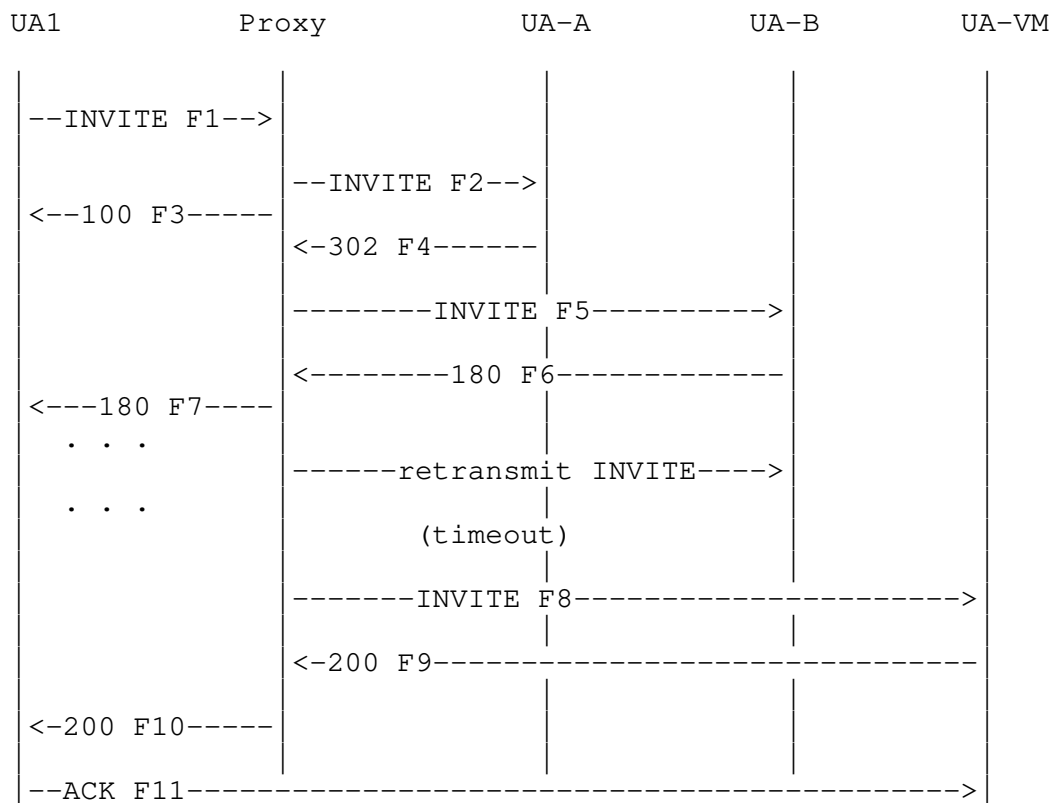 UA1 Proxy UA-A UA-B UA-VM
--INVITE F1-->
--INVITE F2-->
<--100 F3-----
<-302 F4------
--------INVITE F5---------->
<--------180 F6-------------
<---180 F7----
. . .
------retransmit INVITE---->
. . .
(timeout)
-------INVITE F8---------------------->
<-200 F9-------------------------------
<-200 F10-----
--ACK F11-------------------------------------------->